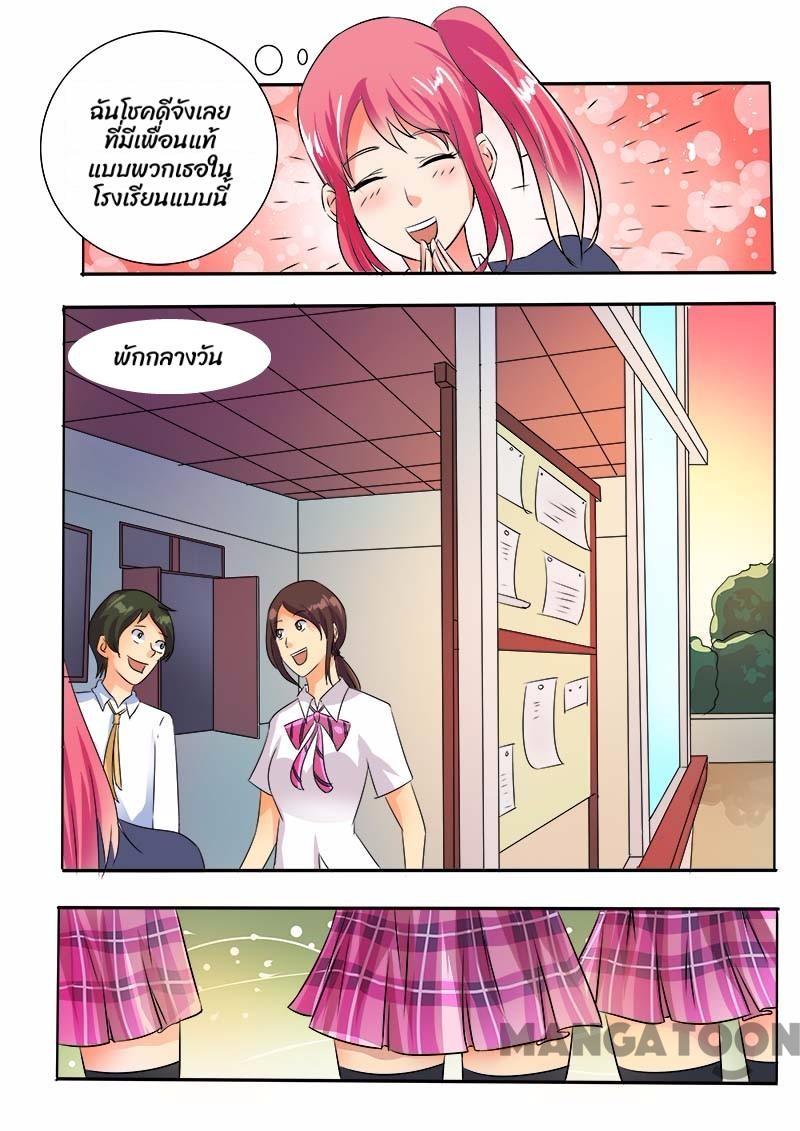 ฉันโชคดีจังเลย
ที่มีเพื่อนแท้
แบบพวกเธอใน
โรงเรียนแบบนี้
พักกลางวัน
MANGATOON